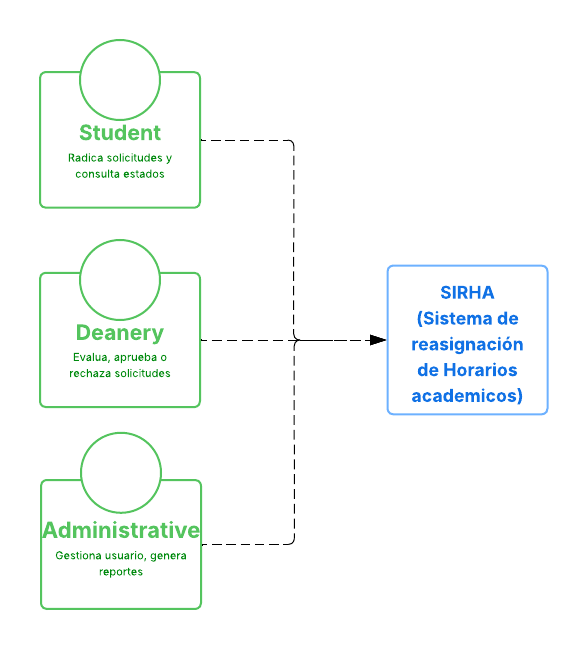 Student
Radica solicitudes y
consulta estados
Deanery
Evalua, aprueba o
rechaza solicitudes
Administrative
Gestiona usuario, genera
reportes
SIRHA
(Sistema de
reasignación
de Horarios
academicos)